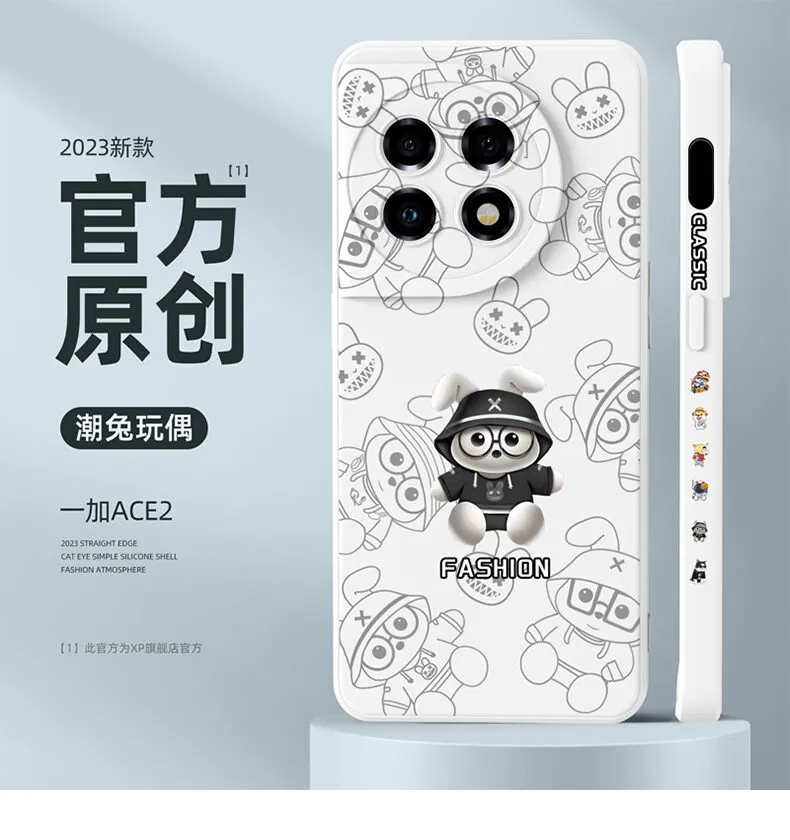 2023新款
官方【1】
原创
潮兔玩偶
一加ACE2
2023 STRAIGHT EDGE
CAT EYE SIMPLE SILICONE SHELL
FASHION ATMOSPHERE
【1】此官方为XP旗舰店官方
FASHION
CLASSIC